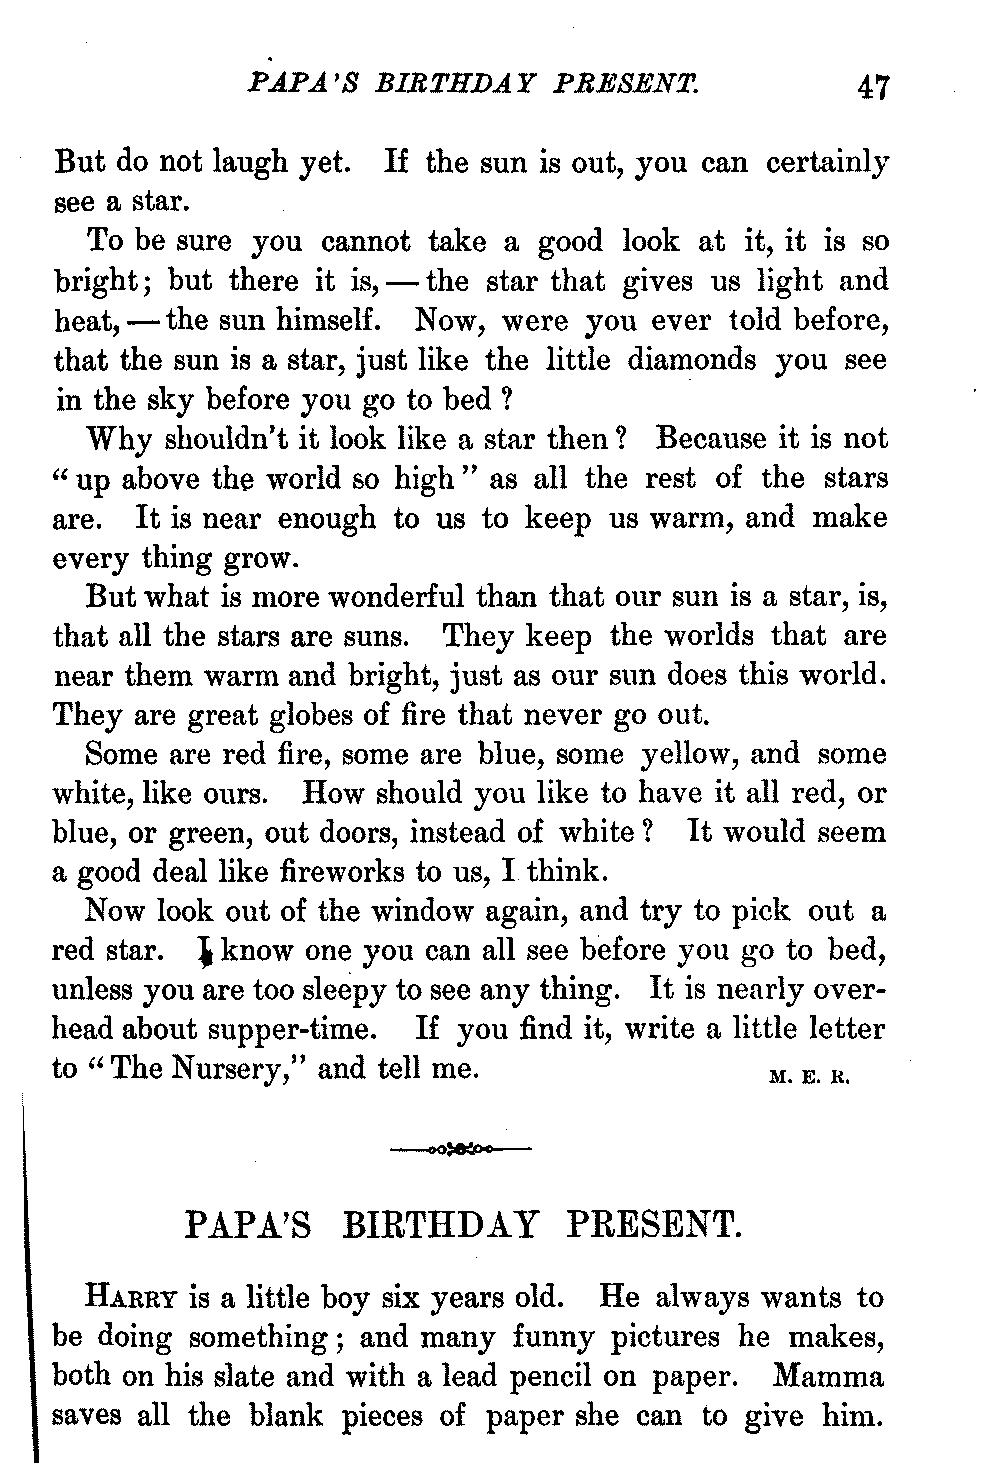 PAPA'S BIRTHDAY PRESENT. 47
But do not laugh yet. If the sun is out, you can certainly
see a star.
To be sure you cannot take a good look at it, it is so
bright; but there it is, — the star that gives us light and
heat, — the sun himself. Now, were you ever told before,
that the sun is a star, just like the little diamonds you see
in the sky before you go to bed?
Why shouldn't it look like a star then? Because it is not
"up above the world so high" as all the rest of the stars
are. It is near enough to us to keep us warm, and make
every thing grow.
But what is more wonderful than that our sun is a star, is,
that all the stars are suns. They keep the worlds that are
near them warm and bright, just as our sun does this world.
They are great globes of fire that never go out.
Some are red fire, some are blue, some yellow, and some
white, like ours. How should you like to have it all red, or
blue, or green, out doors, instead of white? It would seem
a good deal like fireworks to us, I think.
Now look out of the window again, and try to pick out a
red star. I know one you can all see before you go to bed,
unless you are too sleepy to see any thing. It is nearly over-
head about supper-time. If you find it, write a little letter
to "The Nursery," and tell me. M. E. R.
PAPA'S BIRTHDAY PRESENT.
HARRY is a little boy six years old. He always wants to
be doing something; and many funny pictures he makes,
both on his slate and with a lead pencil on paper. Mamma
saves all the blank pieces of paper she can to give him.